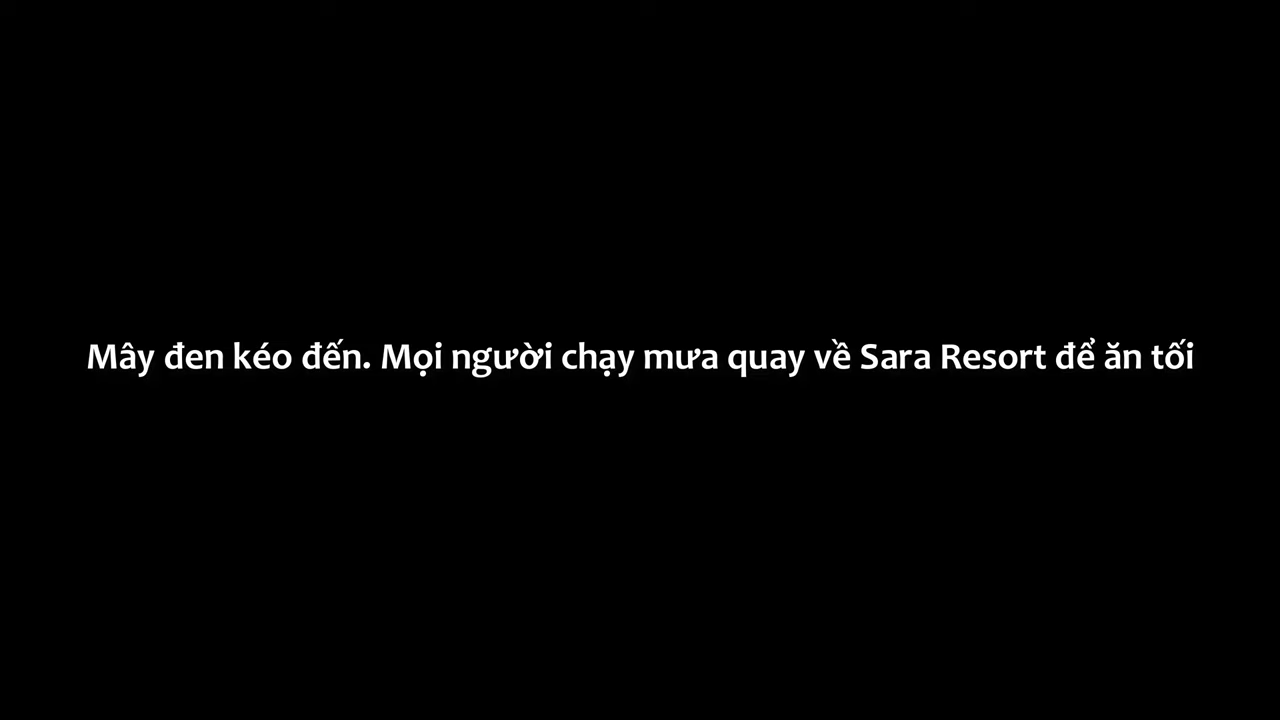 Mây đen kéo đến. Mọi người chạy mưa quay về Sara Resort để ăn tối